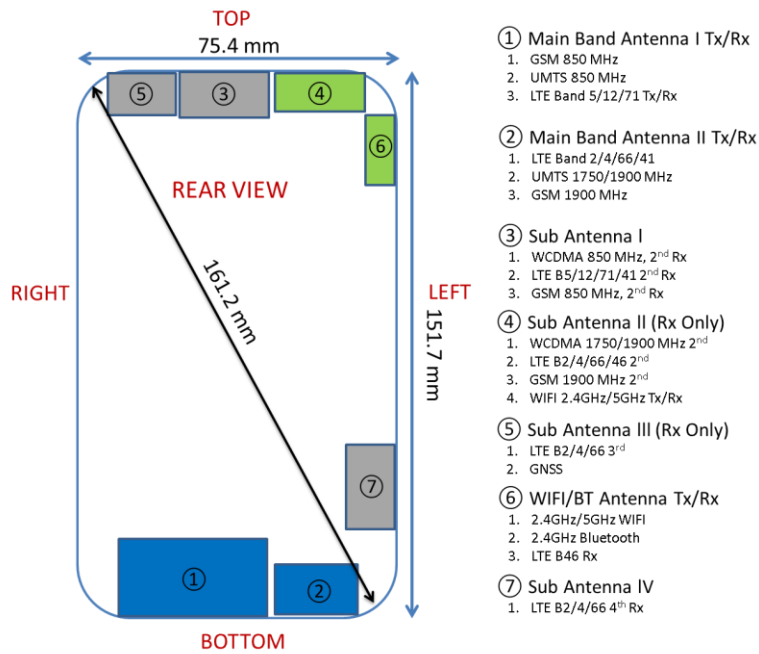 TOP
75.4 mm
⑤
③
④
⑥
REAR VIEW
161.2 mm
RIGHT
LEFT
151.7 mm
⑦
①
②
BOTTOM
① Main Band Antenna I Tx/Rx
1. GSM 850 MHz
2. UMTS 850 MHz
3. LTE Band 5/12/71 Tx/Rx
② Main Band Antenna II Tx/Rx
1. LTE Band 2/4/66/41
2. UMTS 1750/1900 MHz
3. GSM 1900 MHz
③ Sub Antenna l
1. WCDMA 850 MHz, 2nd Rx
2. LTE B5/12/71/41 2nd Rx
3. GSM 850 MHz, 2nd Rx
④ Sub Antenna ll (Rx Only)
1. WCDMA 1750/1900 MHz 2nd
2. LTE B2/4/66/46 2nd
3. GSM 1900 MHz 2nd
4. WIFI 2.4GHz/5GHz Tx/Rx
⑤ Sub Antenna lll (Rx Only)
1. LTE B2/4/66 3rd
2. GNSS
⑥ WIFI/BT Antenna Tx/Rx
1. 2.4GHz/5GHz WIFI
2. 2.4GHz Bluetooth
3. LTE B46 Rx
⑦ Sub Antenna lV
1. LTE B2/4/66 4th Rx